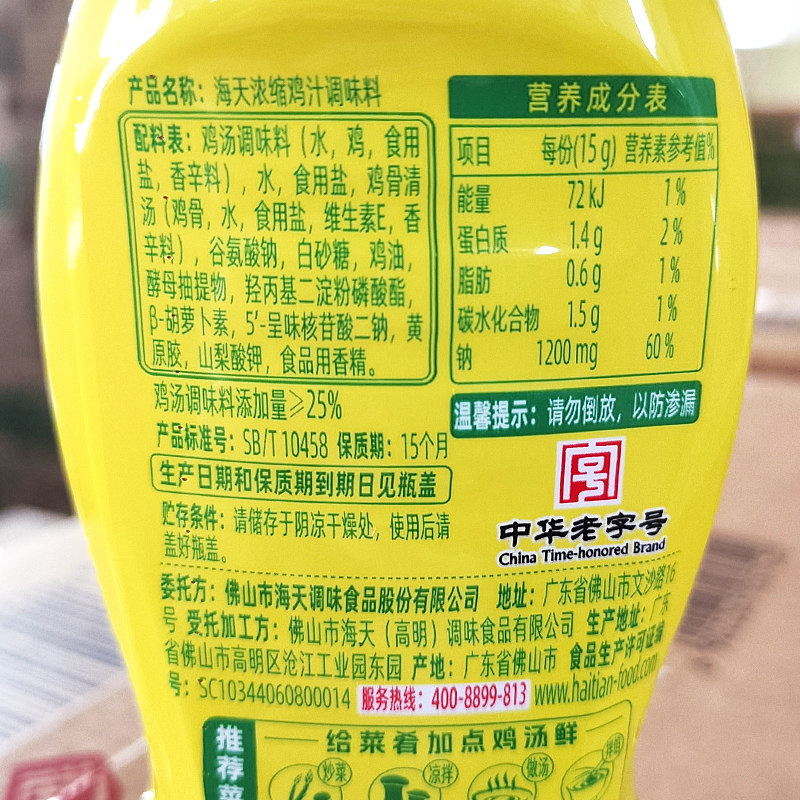 产品名称：海天浓缩鸡汁调味料
配料表：鸡汤调味料（水，鸡，食用
盐，香辛料），水，食用盐，鸡骨清
汤（鸡骨，水，食用盐，维生素E，香
辛料），谷氨酸钠，白砂糖，鸡油，
酵母抽提物，羟丙基二淀粉磷酸酯，
β-胡萝卜素，5′-呈味核苷酸二钠，黄
原胶，山梨酸钾，食品用香精。
鸡汤调味料添加量≥25%
产品标准号：SB/T 10458 保质期：15个月
生产日期和保质期到期日见瓶盖
贮存条件：请储存于阴凉干燥处，使用后请
盖好瓶盖。
营养成分表
项目 每份(15g) 营养素参考值%
能量 72 kJ 1%
蛋白质 1.4 g 2%
脂肪 0.6 g 1%
碳水化合物 1.5 g 1%
钠 1200 mg 60%
温馨提示：请勿倒放，以防渗漏
中华老字号
China Time-honored Brand
委托方：佛山市海天调味食品股份有限公司 地址：广东省佛山市文沙路16
号 受托加工方：佛山市海天（高明）调味食品有限公司 生产地址：广东
省佛山市高明区沧江工业园东园 产地：广东省佛山市 食品生产许可证编
号：SC10344060800014 服务热线：400-8899-813 www.haitian-food.com
推荐菜
给菜肴加点鸡汤鲜
炒菜 凉拌 做汤